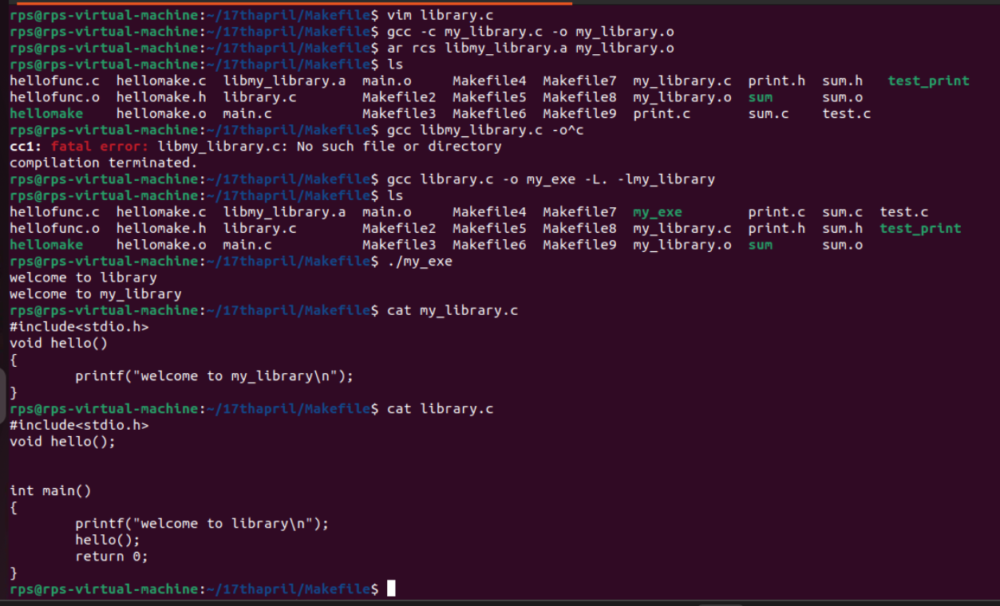 rps@rps-virtual-machine:~/17thapril/Makefile$ vim library.c
rps@rps-virtual-machine:~/17thapril/Makefile$ gcc -c my_library.c -o my_library.o
rps@rps-virtual-machine:~/17thapril/Makefile$ ar rcs libmy_library.a my_library.o
rps@rps-virtual-machine:~/17thapril/Makefile$ ls
hellofunc.c  hellomake.c  libmy_library.a  main.o     Makefile4  Makefile7  my_library.c  print.h  sum.h  test_print
hellofunc.o  hellomake.h  library.c        Makefile2  Makefile5  Makefile8  my_library.o  sum      sum.o
hellomake    hellomake.o  main.c           Makefile3  Makefile6  Makefile9  print.c       sum.c    test.c
rps@rps-virtual-machine:~/17thapril/Makefile$ gcc libmy_library.c -o^c
cc1: fatal error: libmy_library.c: No such file or directory
compilation terminated.
rps@rps-virtual-machine:~/17thapril/Makefile$ gcc library.c -o my_exe -L. -lmy_library
rps@rps-virtual-machine:~/17thapril/Makefile$ ls
hellofunc.c  hellomake.c  libmy_library.a  main.o     Makefile4  Makefile7  my_exe        print.c  sum.c  test.c
hellofunc.o  hellomake.h  library.c        Makefile2  Makefile5  Makefile8  my_library.c  print.h  sum.h  test_print
hellomake    hellomake.o  main.c           Makefile3  Makefile6  Makefile9  my_library.o  sum      sum.o
rps@rps-virtual-machine:~/17thapril/Makefile$ ./my_exe
welcome to library
welcome to my_library
rps@rps-virtual-machine:~/17thapril/Makefile$ cat my_library.c
#include<stdio.h>
void hello()
{
        printf("welcome to my_library\n");
}
rps@rps-virtual-machine:~/17thapril/Makefile$ cat library.c
#include<stdio.h>
void hello();
int main()
{
        printf("welcome to library\n");
        hello();
        return 0;
}
rps@rps-virtual-machine:~/17thapril/Makefile$